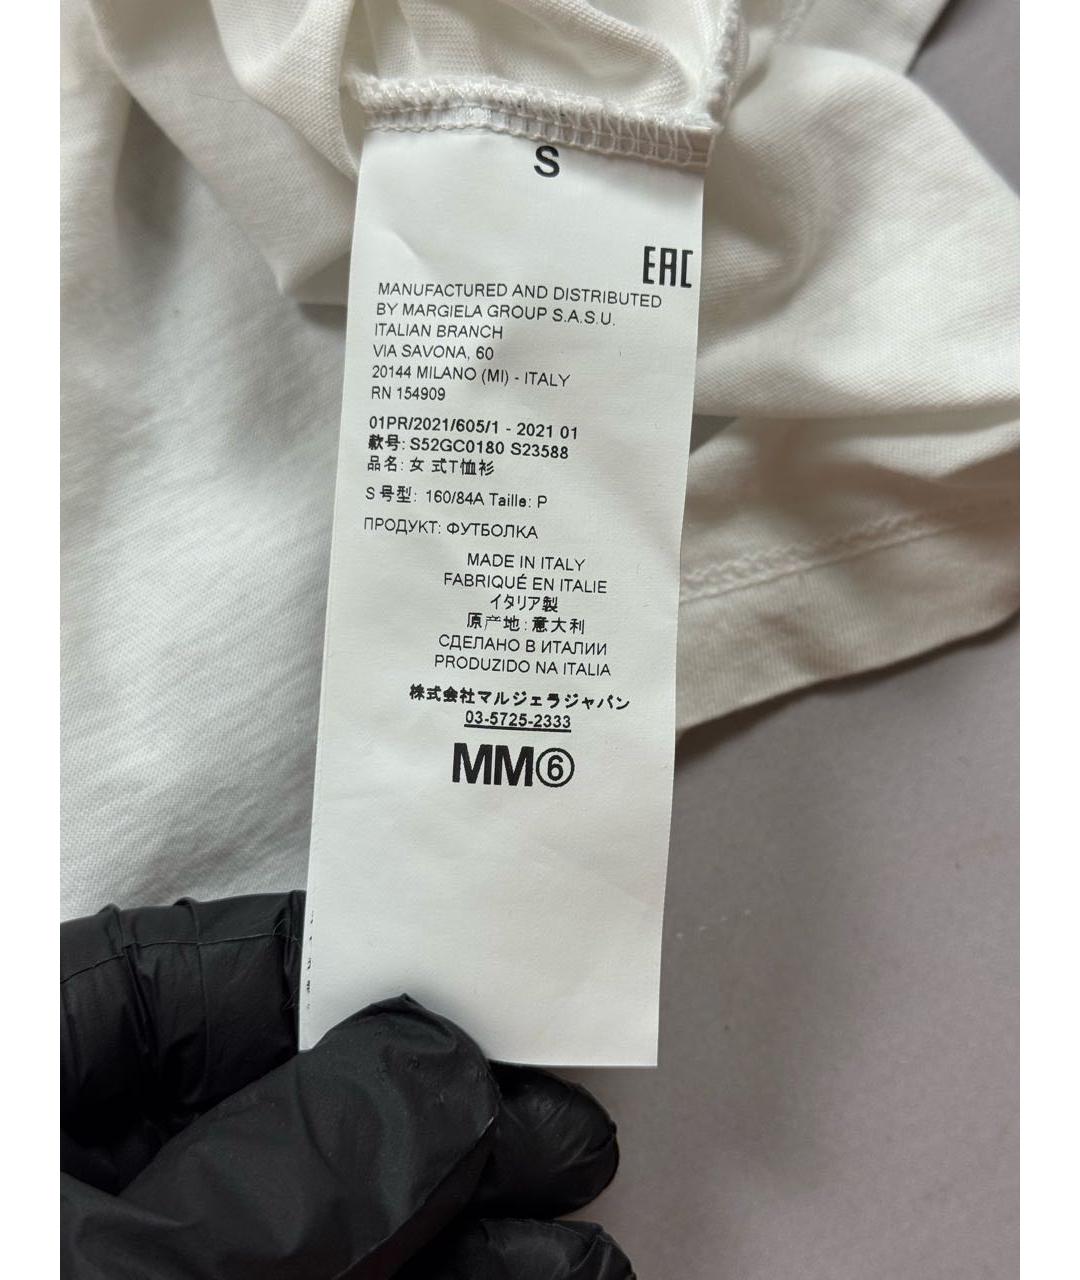 S
EAC
MANUFACTURED AND DISTRIBUTED
BY MARGIELA GROUP S.A.S.U.
ITALIAN BRANCH
VIA SAVONA, 60
20144 MILANO (MI) - ITALY
RN 154909
01PR/2021/605/1 - 2021 01
款号: S52GC0180 S23588
品名: 女 式T恤衫
S 号型: 160/84A Taille: P
ПРОДУКТ: ФУТБОЛКА
MADE IN ITALY
FABRIQUÉ EN ITALIE
イタリア製
原产地: 意大利
СДЕЛАНО В ИТАЛИИ
PRODUZIDO NA ITALIA
株式会社マルジェラジャパン
03-5725-2333
MM⑥